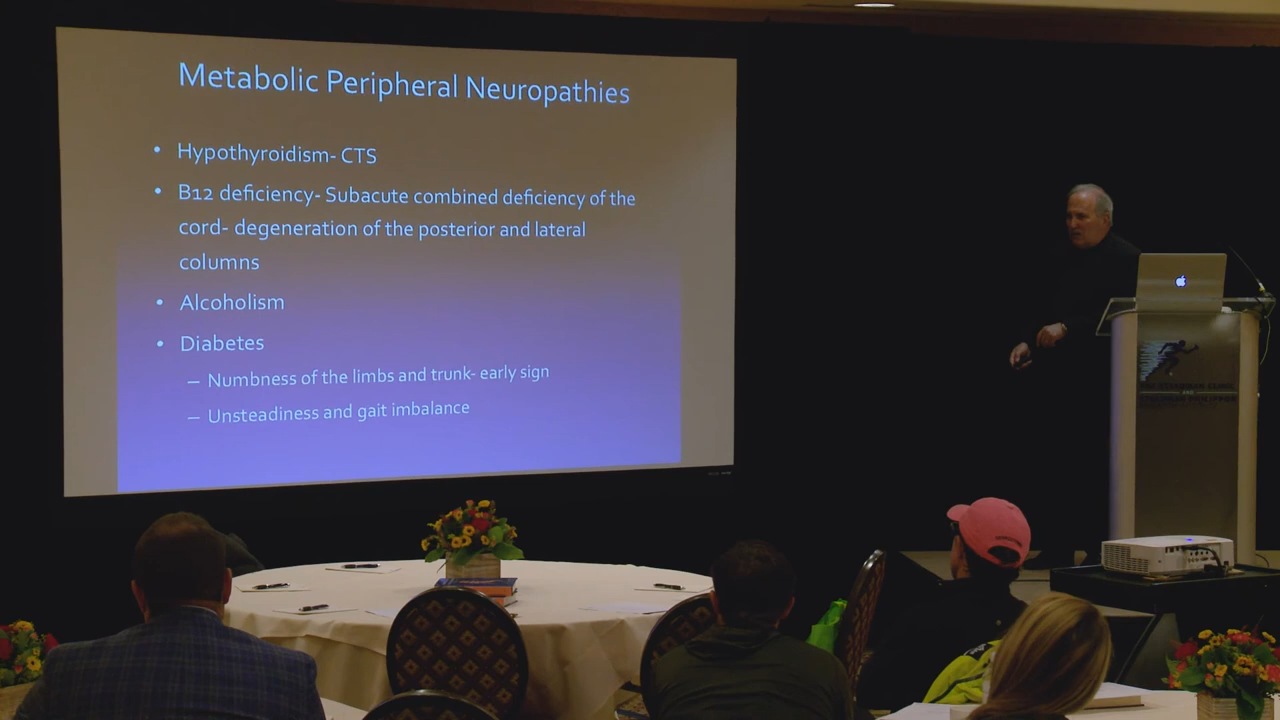 Metabolic Peripheral Neuropathies
• Hypothyroidism- CTS
• B12 deficiency- Subacute combined deficiency of the
cord- degeneration of the posterior and lateral
columns
• Alcoholism
• Diabetes
– Numbness of the limbs and trunk- early sign
– Unsteadiness and gait imbalance